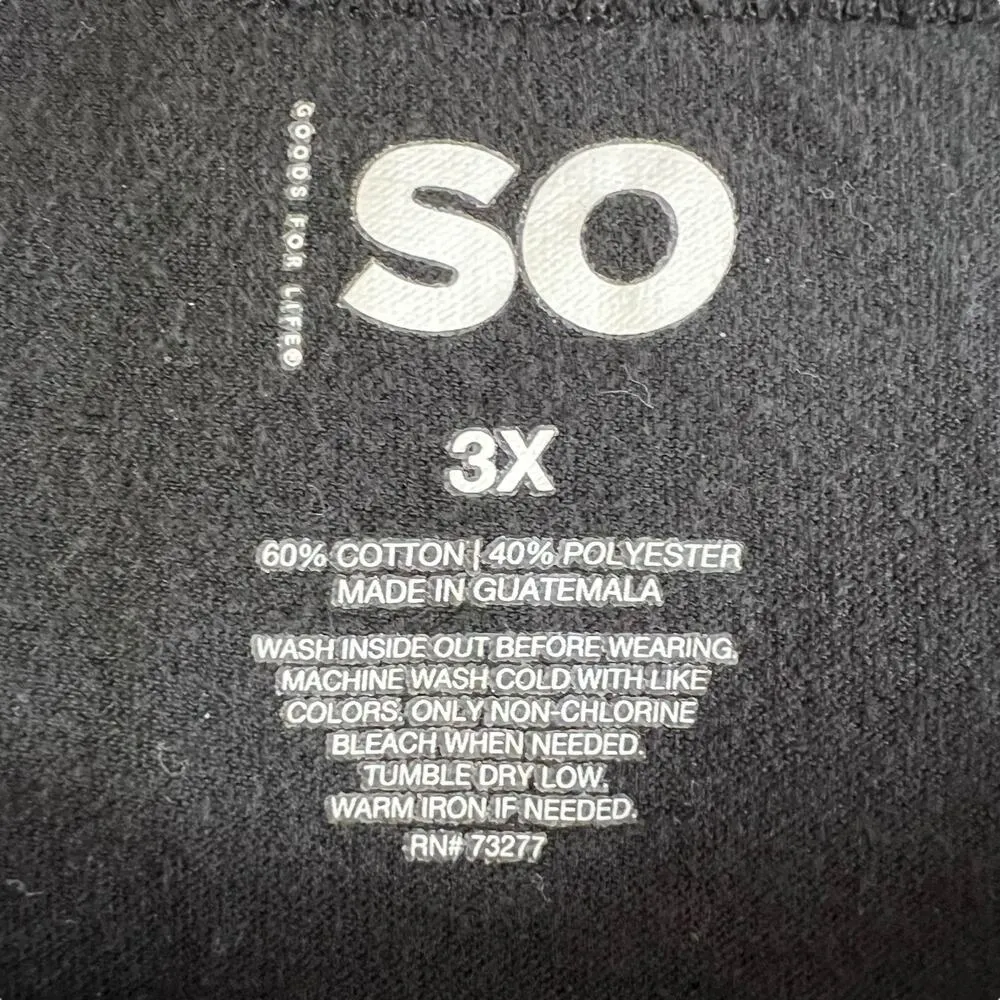 GOODS FOR LIFE®
SO
3X
60% COTTON | 40% POLYESTER
MADE IN GUATEMALA
WASH INSIDE OUT BEFORE WEARING.
MACHINE WASH COLD WITH LIKE
COLORS. ONLY NON-CHLORINE
BLEACH WHEN NEEDED.
TUMBLE DRY LOW.
WARM IRON IF NEEDED.
RN# 73277